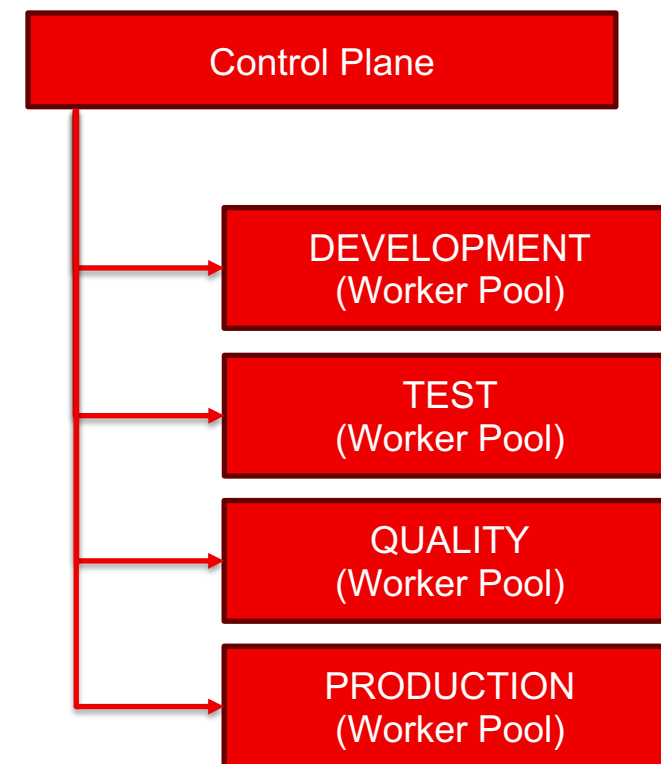 Control Plane
DEVELOPMENT
(Worker Pool)
TEST
(Worker Pool)
QUALITY
(Worker Pool)
PRODUCTION
(Worker Pool)